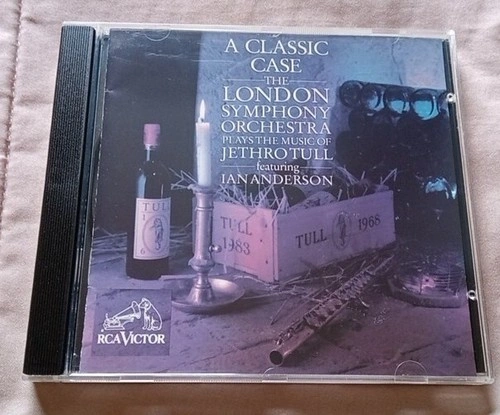 A CLASSIC
CASE
THE
LONDON
SYMPHONY
ORCHESTRA
PLAYS THE MUSIC OF
JETHRO TULL
featuring
IAN ANDERSON
TULL
TULL
1983
TULL 1968
RCA VICTOR